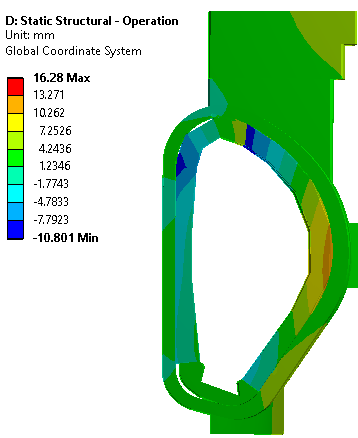 D: Static Structural - Operation
Unit: mm
Global Coordinate System
16.28 Max
13.271
10.262
7.2526
4.2436
1.2346
-1.7743
-4.7833
-7.7923
-10.801 Min